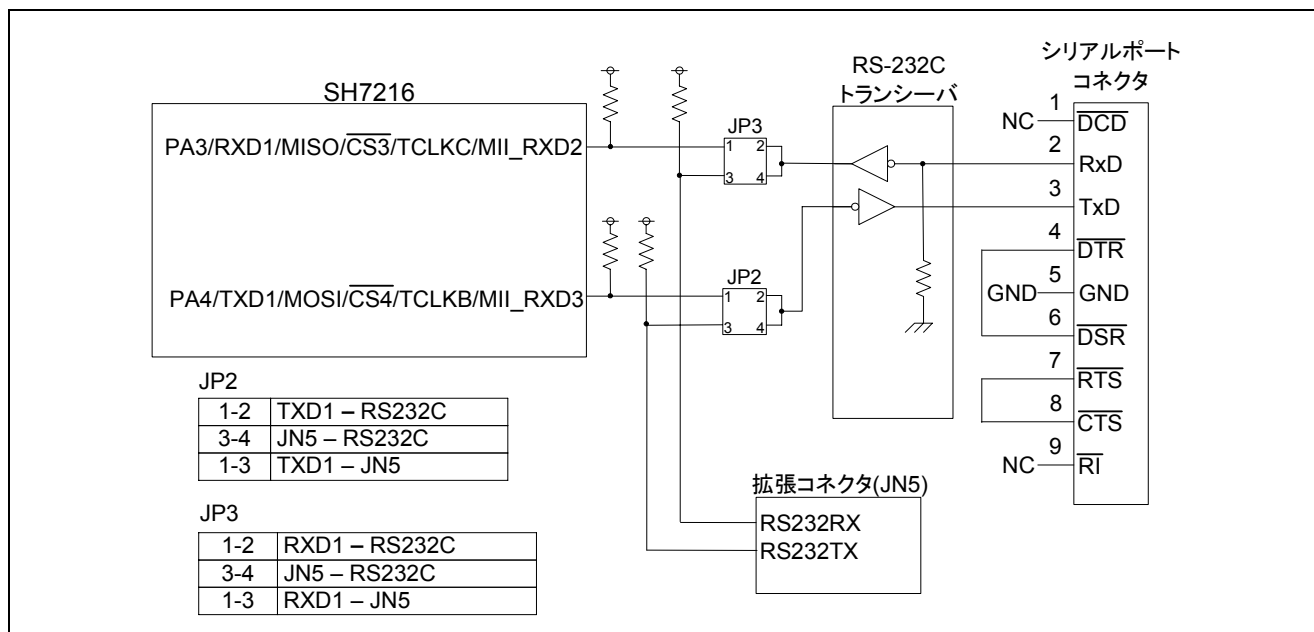 SH7216
PA3/RXD1/MISO/CS3/TCLKC/MII_RXD2
PA4/TXD1/MOSI/CS4/TCLKB/MII_RXD3
JP3
1 2
3 4
JP2
1 2
3 4
RS-232C
トランシーバ
シリアルポート
コネクタ
NC 1 DCD
2 RxD
3 TxD
4 DTR
GND 5 GND
6 DSR
7 RTS
8 CTS
NC 9 RI
JP2
1-2 TXD1 – RS232C
3-4 JN5 – RS232C
1-3 TXD1 – JN5
JP3
1-2 RXD1 – RS232C
3-4 JN5 – RS232C
1-3 RXD1 – JN5
拡張コネクタ(JN5)
RS232RX
RS232TX